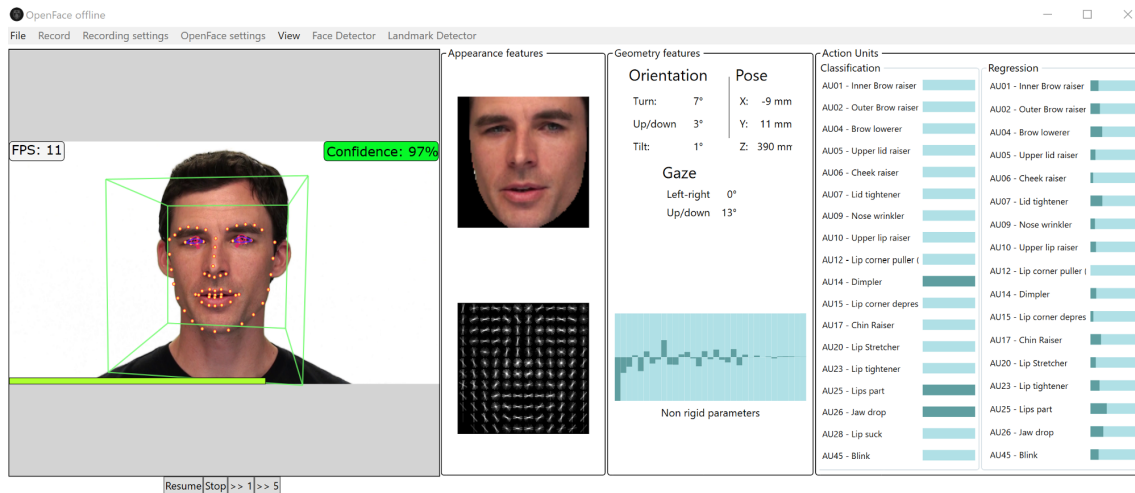 OpenFace offline
File Record Recording settings OpenFace settings View Face Detector Landmark Detector
FPS: 11
Confidence: 97%
Resume Stop >> 1 >> 5
Appearance features
Geometry features
Orientation
Turn: 7°
Up/down 3°
Tilt: 1°
Pose
X: -9 mm
Y: 11 mm
Z: 390 mm
Gaze
Left-right 0°
Up/down 13°
Non rigid parameters
Action Units
Classification
AU01 - Inner Brow raiser
AU02 - Outer Brow raiser
AU04 - Brow lowerer
AU05 - Upper lid raiser
AU06 - Cheek raiser
AU07 - Lid tightener
AU09 - Nose wrinkler
AU10 - Upper lip raiser
AU12 - Lip corner puller (
AU14 - Dimpler
AU15 - Lip corner depres
AU17 - Chin Raiser
AU20 - Lip Stretcher
AU23 - Lip tightener
AU25 - Lips part
AU26 - Jaw drop
AU28 - Lip suck
AU45 - Blink
Regression
AU01 - Inner Brow raiser
AU02 - Outer Brow raiser
AU04 - Brow lowerer
AU05 - Upper lid raiser
AU06 - Cheek raiser
AU07 - Lid tightener
AU09 - Nose wrinkler
AU10 - Upper lip raiser
AU12 - Lip corner puller (
AU14 - Dimpler
AU15 - Lip corner depres
AU17 - Chin Raiser
AU20 - Lip Stretcher
AU23 - Lip tightener
AU25 - Lips part
AU26 - Jaw drop
AU45 - Blink